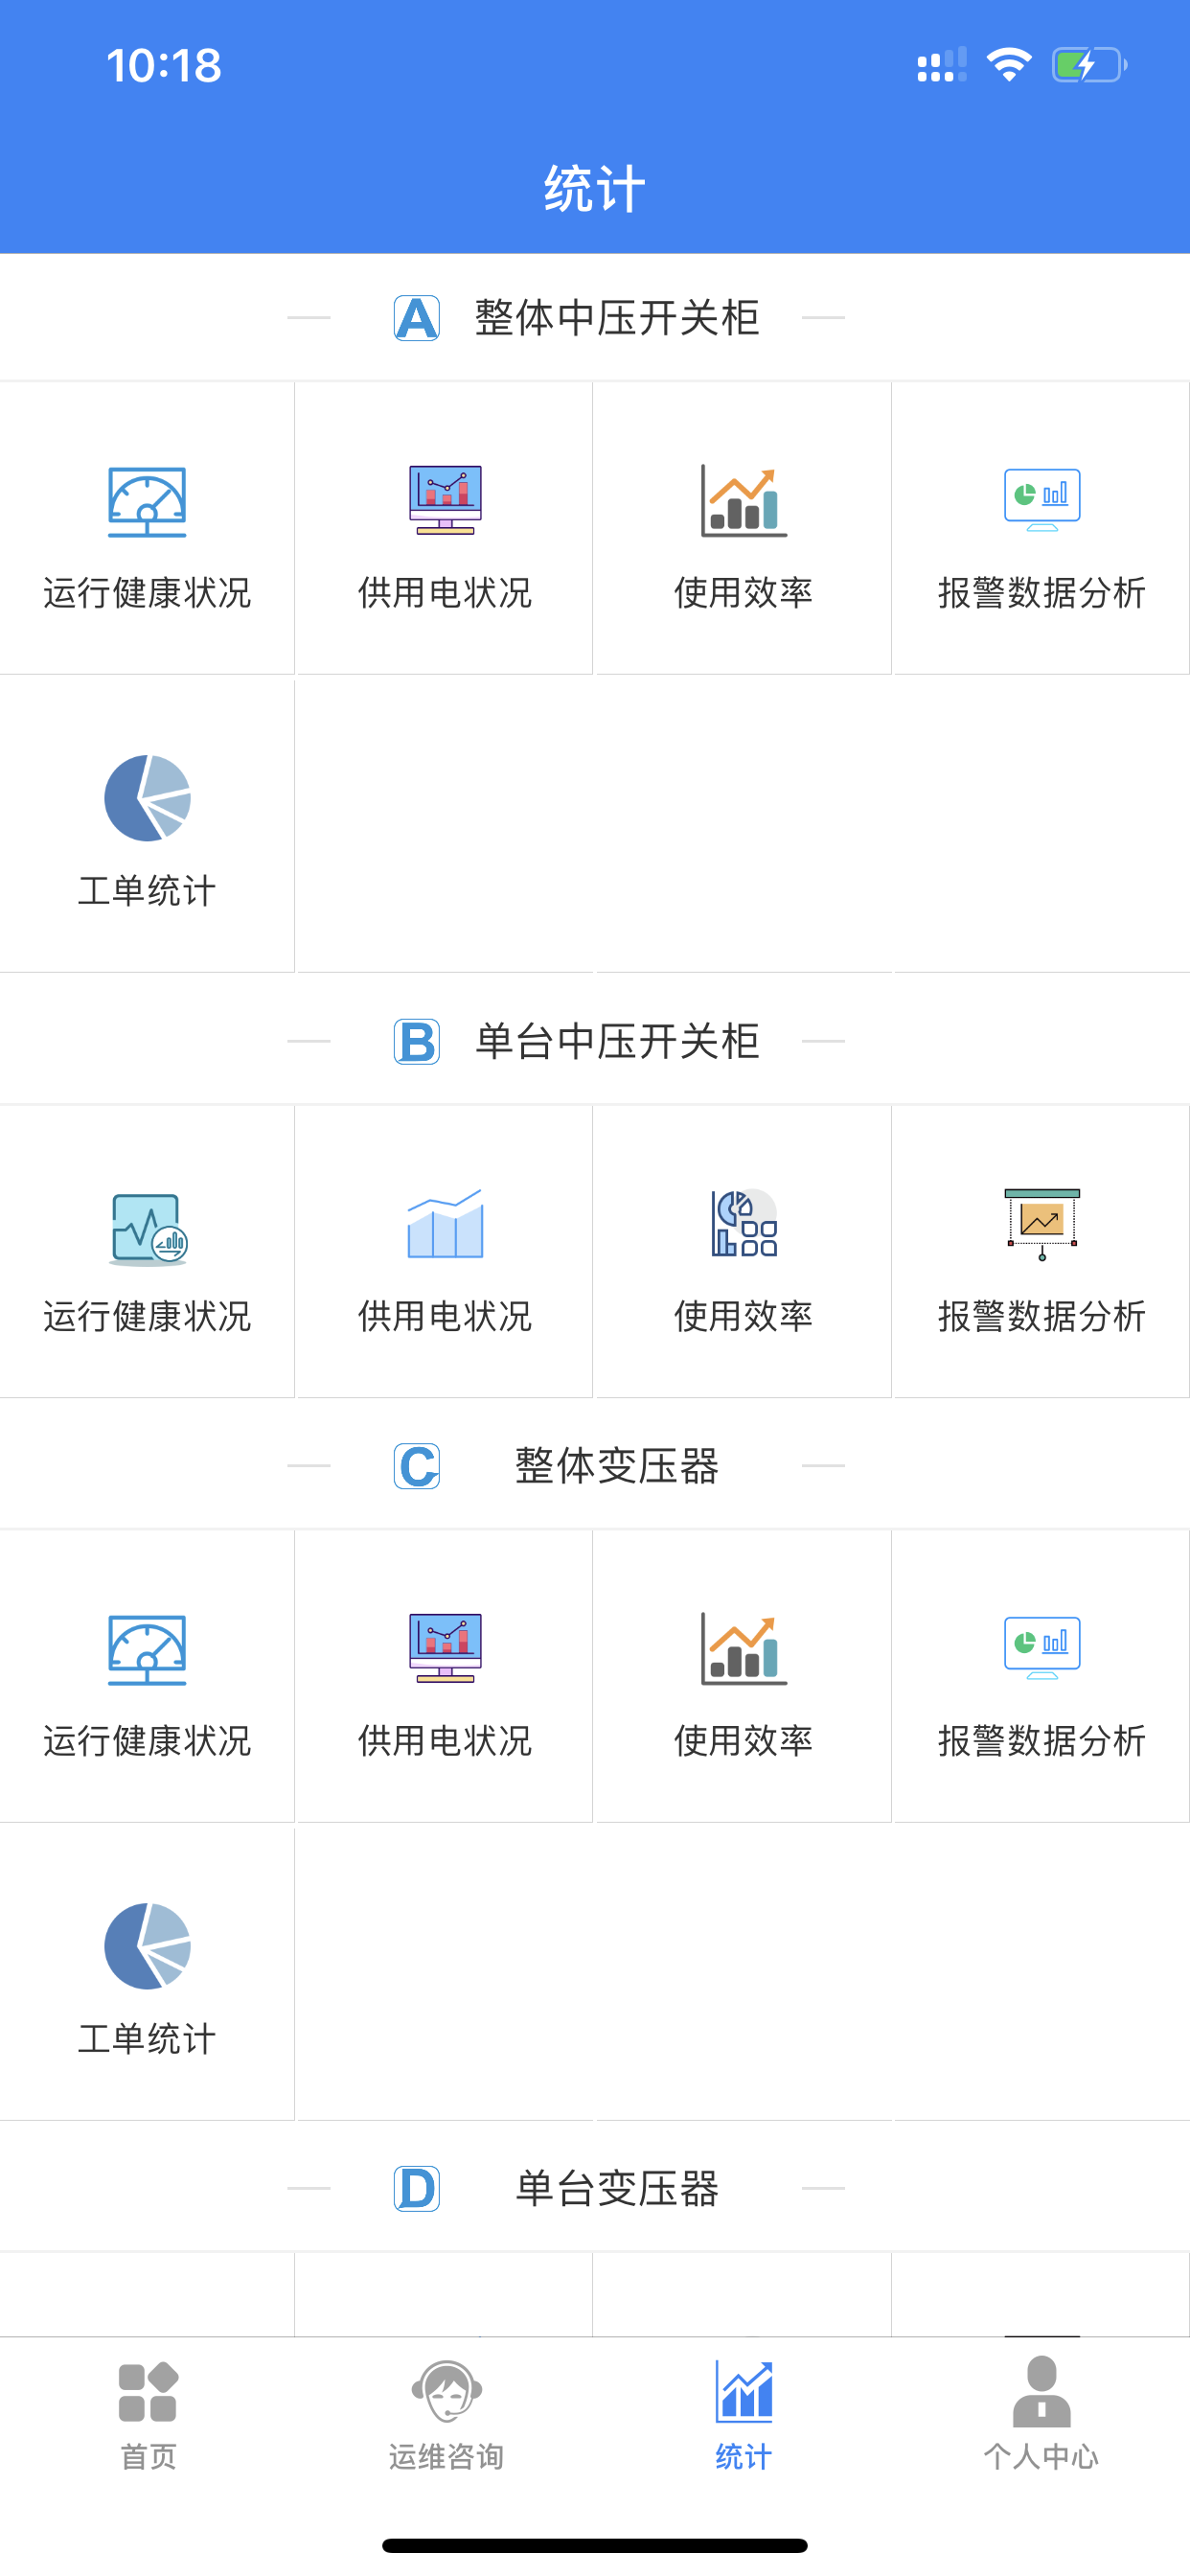 10:18
统计
A 整体中压开关柜
运行健康状况 供用电状况 使用效率 报警数据分析
工单统计
B 单台中压开关柜
运行健康状况 供用电状况 使用效率 报警数据分析
C 整体变压器
运行健康状况 供用电状况 使用效率 报警数据分析
工单统计
D 单台变压器
首页 运维咨询 统计 个人中心